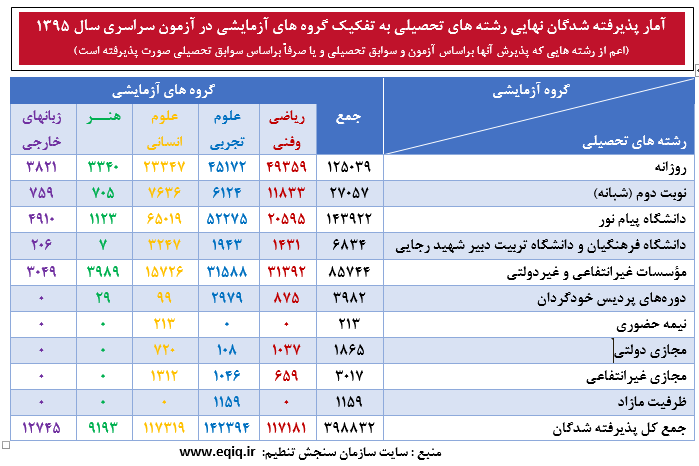 آمار پذیرفته شدگان نهایی رشته های تحصیلی به تفکیک گروه های آزمایشی در آزمون سراسری سال ۱۳۹۵
(اعم از رشته هایی که پذیرش آنها براساس آزمون و سوابق تحصیلی و یا صرفاً براساس سوابق تحصیلی صورت پذیرفته است)
گروه آزمایشی
رشته های تحصیلی
جمع
گروه های آزمایشی
ریاضی وفنی
علوم تجربی
علوم انسانی
هنـــر
زبانهای خارجی
روزانه ۱۲۵۰۳۹ ۴۹۳۵۹ ۴۵۱۷۲ ۲۳۳۴۷ ۳۳۴۰ ۳۸۲۱
نوبت دوم (شبانه) ۲۷۰۵۷ ۱۱۸۳۳ ۶۱۲۴ ۷۶۳۶ ۷۰۵ ۷۵۹
دانشگاه پیام نور ۱۴۳۹۲۲ ۲۰۵۹۵ ۵۲۲۷۵ ۶۵۰۱۹ ۱۱۲۳ ۴۹۱۰
دانشگاه فرهنگیان و دانشگاه تربیت دبیر شهید رجایی ۶۸۳۴ ۱۴۳۱ ۱۹۴۳ ۳۲۴۷ ۷ ۲۰۶
مؤسسات غیرانتفاعی و غیردولتی ۸۵۷۴۴ ۳۱۳۹۲ ۳۱۵۸۸ ۱۵۷۲۶ ۳۹۸۹ ۳۰۴۹
دوره‌های پردیس خودگردان ۳۹۸۲ ۸۷۵ ۲۹۷۹ ۹۹ ۲۹ ۰
نیمه حضوری ۲۱۳ ۰ ۰ ۲۱۳ ۰ ۰
مجازی دولتی ۱۸۶۵ ۱۰۳۷ ۱۰۸ ۷۲۰ ۰ ۰
مجازی غیرانتفاعی ۳۰۱۷ ۶۵۹ ۱۰۴۶ ۱۳۱۲ ۰ ۰
ظرفیت مازاد ۱۱۵۹ ۰ ۱۱۵۹ ۰ ۰ ۰
جمع کل پذیرفته شدگان ۳۹۸۸۳۲ ۱۱۷۱۸۱ ۱۴۲۳۹۴ ۱۱۷۳۱۹ ۹۱۹۳ ۱۲۷۴۵
منبع : سایت سازمان سنجش تنظیم: www.eqiq.ir